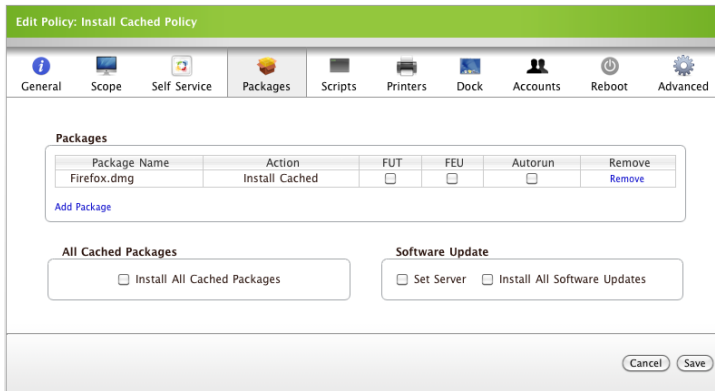 Edit Policy: Install Cached Policy
General Scope Self Service Packages Scripts Printers Dock Accounts Reboot Advanced
Packages
Package Name Action FUT FEU Autorun Remove
Firefox.dmg Install Cached Remove
Add Package
All Cached Packages Software Update
Install All Cached Packages Set Server Install All Software Updates
Cancel Save